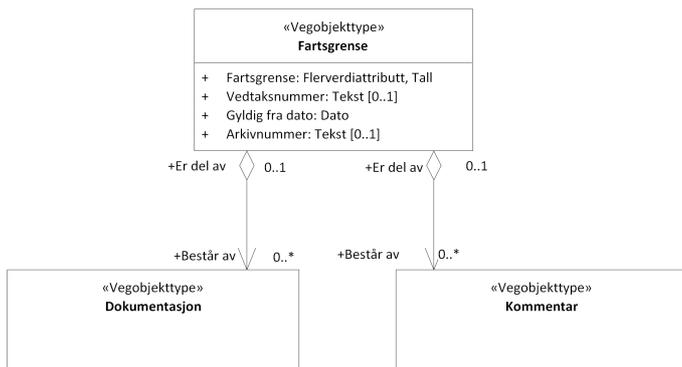 «Vegobjekttype»
Fartsgrense
+ Fartsgrense: Flerverdiattributt, Tall
+ Vedtaksnummer: Tekst [0..1]
+ Gyldig fra dato: Dato
+ Arkivnummer: Tekst [0..1]
+Er del av 0..1 +Er del av 0..1
+Består av 0..* +Består av 0..*
«Vegobjekttype» «Vegobjekttype»
Dokumentasjon Kommentar